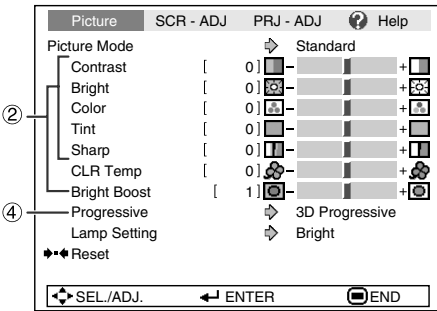 Picture SCR - ADJ PRJ - ADJ ? Help
Picture Mode Standard
Contrast [ 0 ] − +
Bright [ 0 ] − +
② Color [ 0 ] − +
Tint [ 0 ] − +
Sharp [ 0 ] − +
CLR Temp [ 0 ] − +
Bright Boost [ 1 ] − +
④ Progressive 3D Progressive
Lamp Setting Bright
Reset
SEL./ADJ. ENTER END